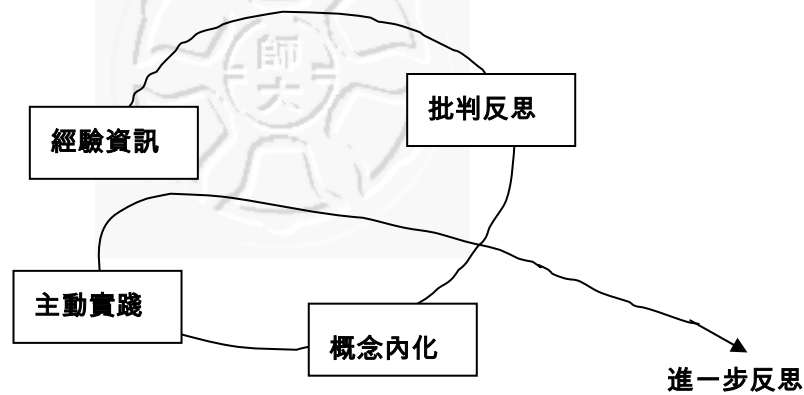 師大
經驗資訊
批判反思
主動實踐
概念內化
進一步反思